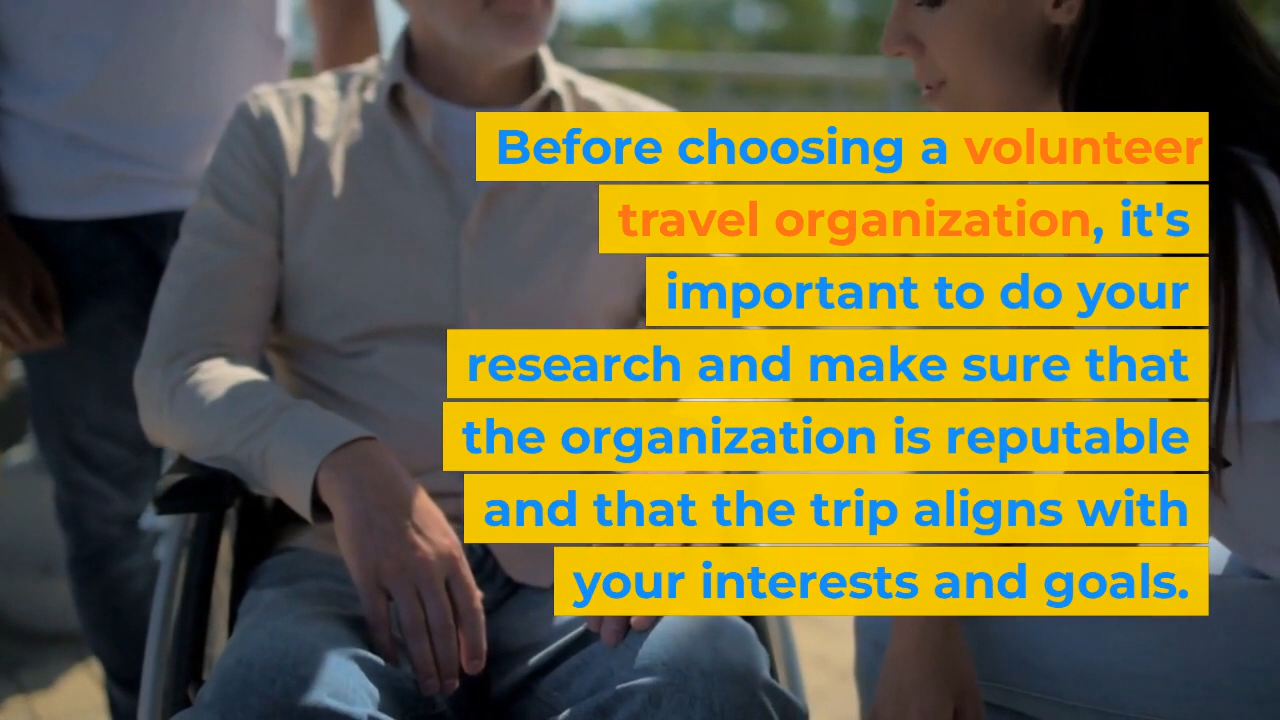 Before choosing a volunteer
travel organization, it's
important to do your
research and make sure that
the organization is reputable
and that the trip aligns with
your interests and goals.